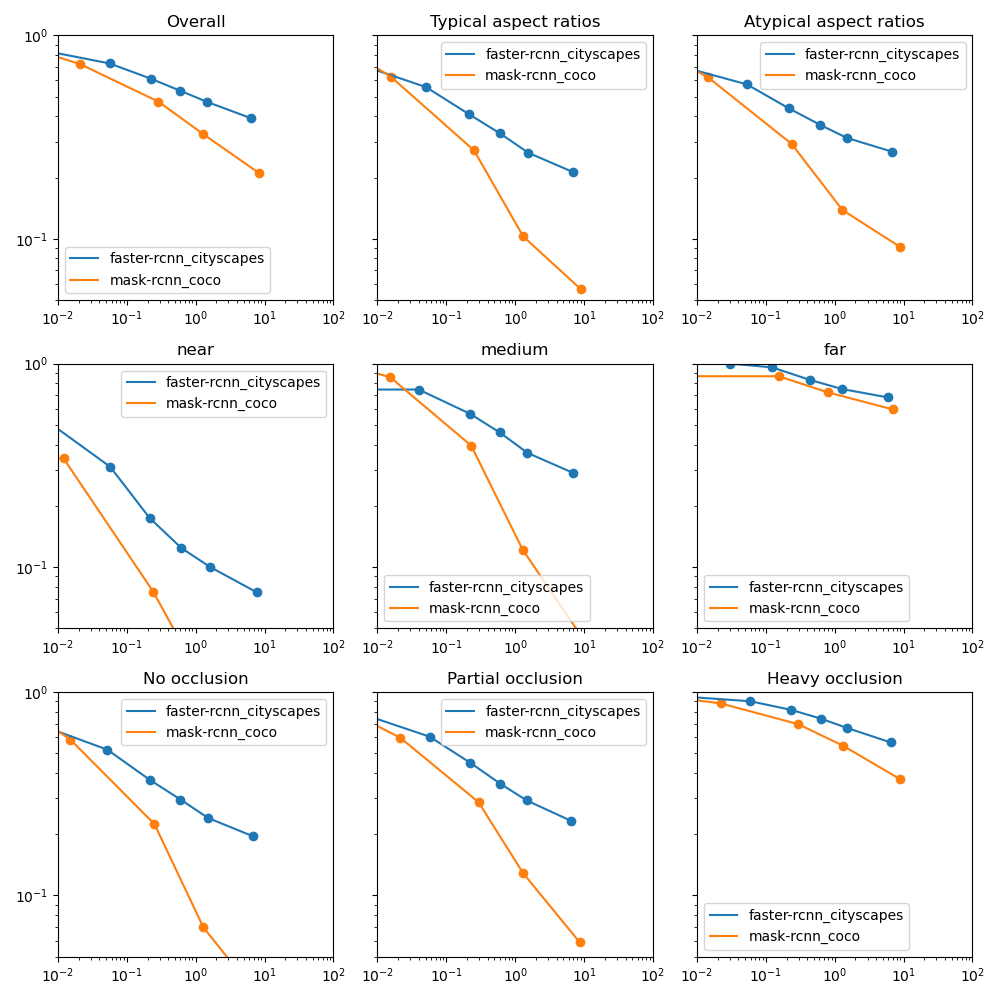 Overall
10⁰
10⁻¹
faster-rcnn_cityscapes
mask-rcnn_coco
10⁻² 10⁻¹ 10⁰ 10¹ 10²
Typical aspect ratios
faster-rcnn_cityscapes
mask-rcnn_coco
10⁻² 10⁻¹ 10⁰ 10¹ 10²
Atypical aspect ratios
faster-rcnn_cityscapes
mask-rcnn_coco
10⁻² 10⁻¹ 10⁰ 10¹ 10²
near
10⁰
faster-rcnn_cityscapes
mask-rcnn_coco
10⁻¹
10⁻² 10⁻¹ 10⁰ 10¹ 10²
medium
faster-rcnn_cityscapes
mask-rcnn_coco
10⁻² 10⁻¹ 10⁰ 10¹ 10²
far
faster-rcnn_cityscapes
mask-rcnn_coco
10⁻² 10⁻¹ 10⁰ 10¹ 10²
No occlusion
10⁰
faster-rcnn_cityscapes
mask-rcnn_coco
10⁻¹
10⁻² 10⁻¹ 10⁰ 10¹ 10²
Partial occlusion
faster-rcnn_cityscapes
mask-rcnn_coco
10⁻² 10⁻¹ 10⁰ 10¹ 10²
Heavy occlusion
faster-rcnn_cityscapes
mask-rcnn_coco
10⁻² 10⁻¹ 10⁰ 10¹ 10²